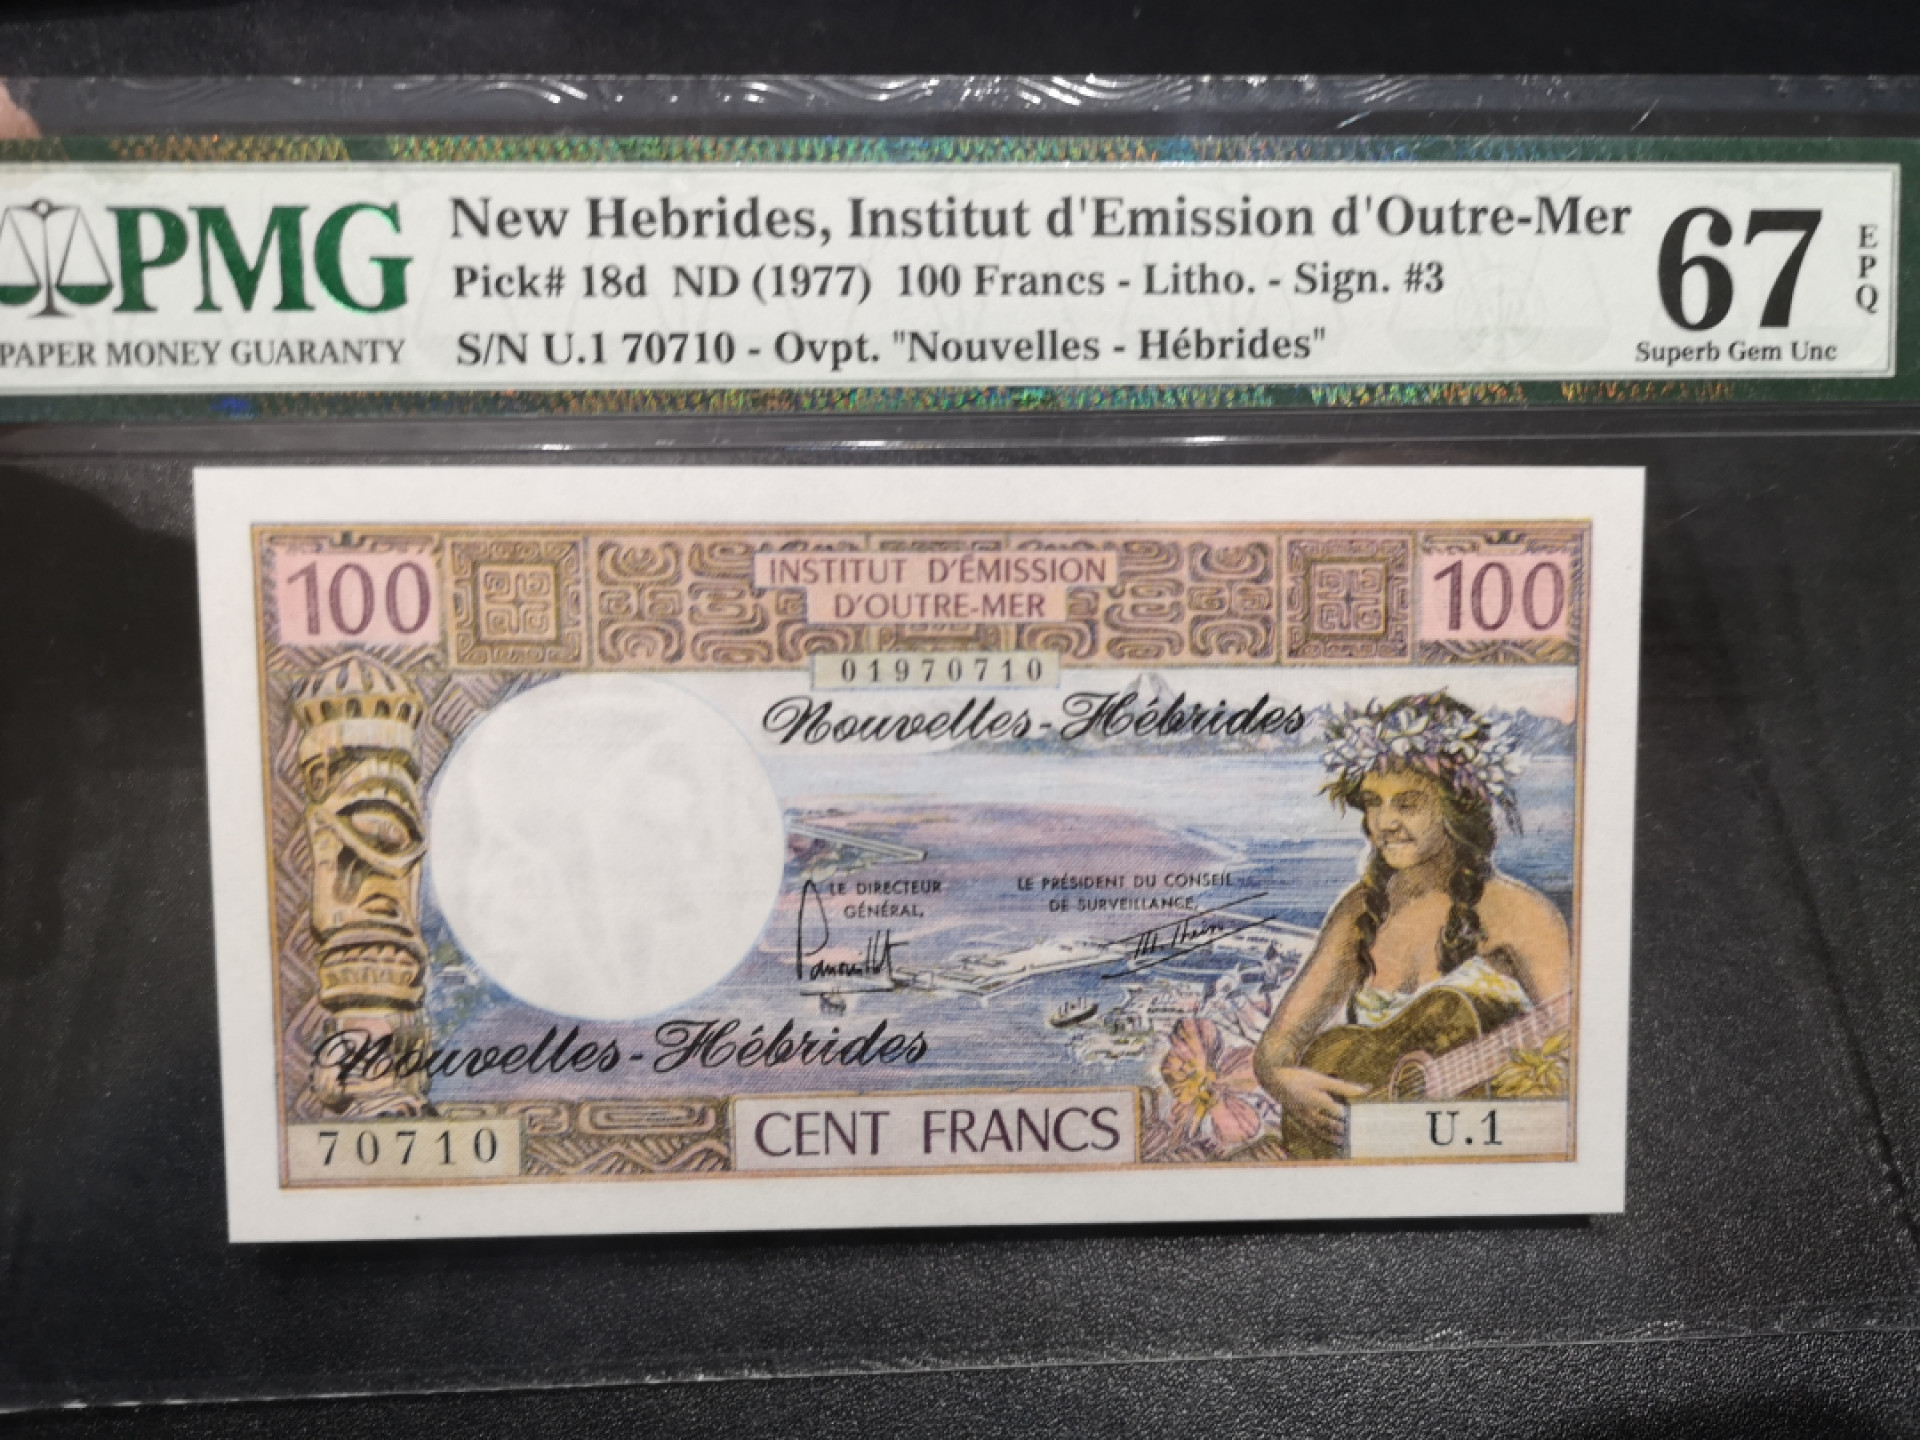 PMG
PAPER MONEY GUARANTY
New Hebrides, Institut d'Emission d'Outre-Mer
Pick# 18d ND (1977) 100 Francs - Litho. - Sign. #3
S/N U.1 70710 - Ovpt. "Nouvelles - Hébrides"
67
EPQ
Superb Gem Unc
100
INSTITUT D'ÉMISSION
D'OUTRE-MER
100
01970710
Nouvelles-Hébrides
LE DIRECTEUR
GÉNÉRAL,
LE PRÉSIDENT DU CONSEIL
DE SURVEILLANCE,
Nouvelles-Hébrides
70710
CENT FRANCS
U.1